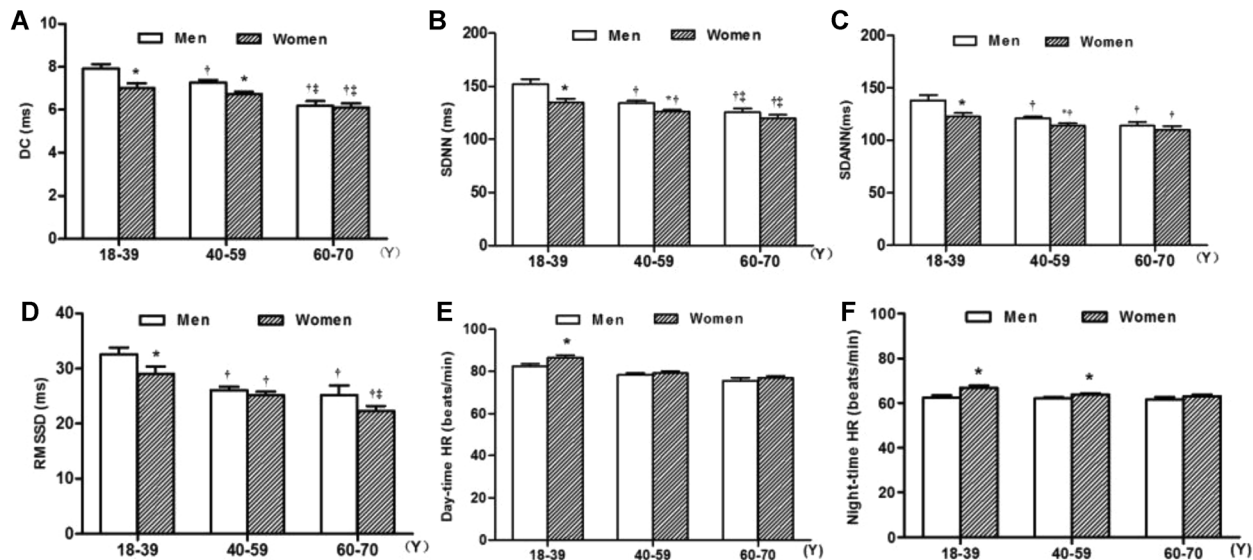 A
Men Women
DC (ms)
10
8
6
4
2
0
* † * †‡ †‡
18-39 40-59 60-70 (Y)
B
Men Women
SDNN (ms)
200
150
100
50
0
* † *† †‡ †‡
18-39 40-59 60-70 (Y)
C
Men Women
SDANN(ms)
200
150
100
50
0
* † *† † †
18-39 40-59 60-70 (Y)
D
Men Women
RMSSD (ms)
40
30
20
10
0
* † † † †‡
18-39 40-59 60-70 (Y)
E
Men Women
Day-time HR (beats/min)
100
80
60
40
20
0
*
18-39 40-59 60-70 (Y)
F
Men Women
Night-time HR (beats/min)
100
80
60
40
20
0
* *
18-39 40-59 60-70 (Y)